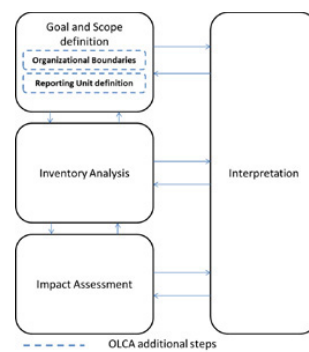 Goal and Scope
definition
Organizational Boundaries
Reporting Unit definition
Inventory Analysis
Interpretation
Impact Assessment
OLCA additional steps